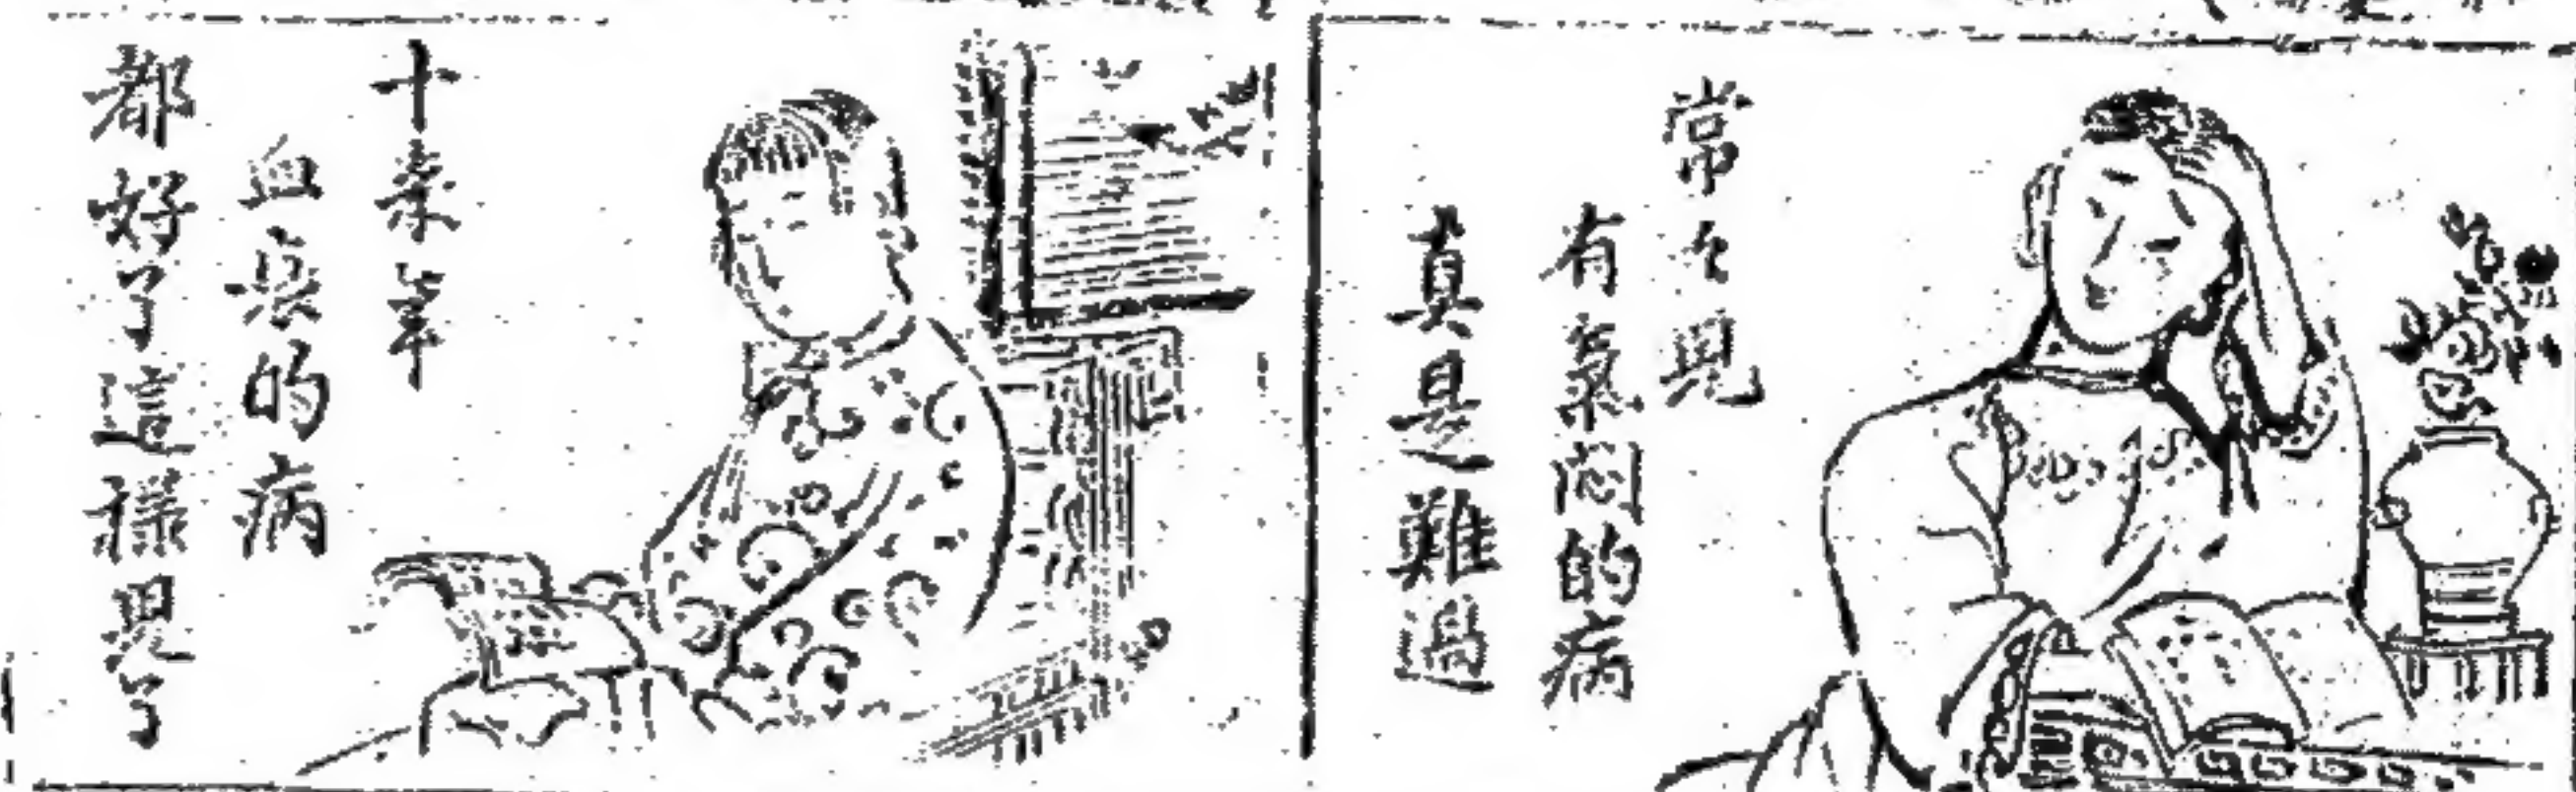 常々兒
有氣悶的病
真是難過
十來年
血的病
都好了這樣兒了